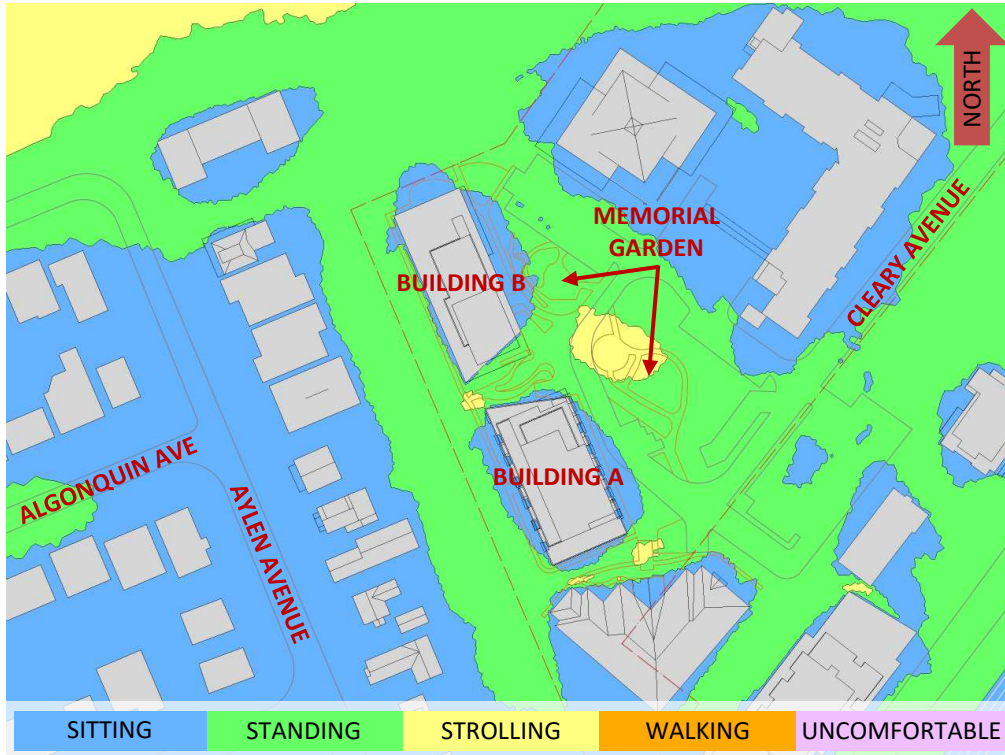 NORTH
MEMORIAL
GARDEN
BUILDING B
CLEARY AVENUE
BUILDING A
ALGONQUIN AVE
AYLEN AVENUE
SITTING
STANDING
STROLLING
WALKING
UNCOMFORTABLE